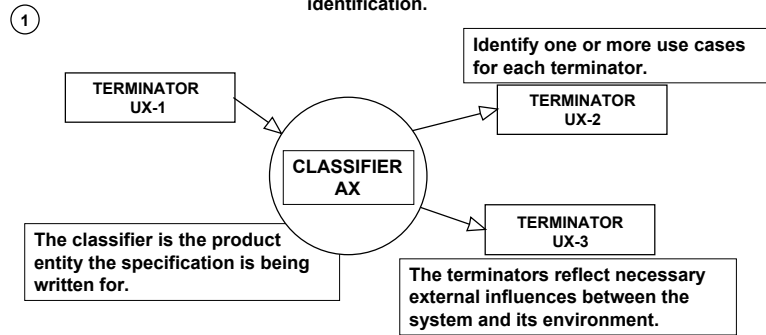 identification.
1
Identify one or more use cases
for each terminator.
TERMINATOR
UX-1
TERMINATOR
UX-2
CLASSIFIER
AX
TERMINATOR
UX-3
The classifier is the product
entity the specification is being
written for.
The terminators reflect necessary
external influences between the
system and its environment.